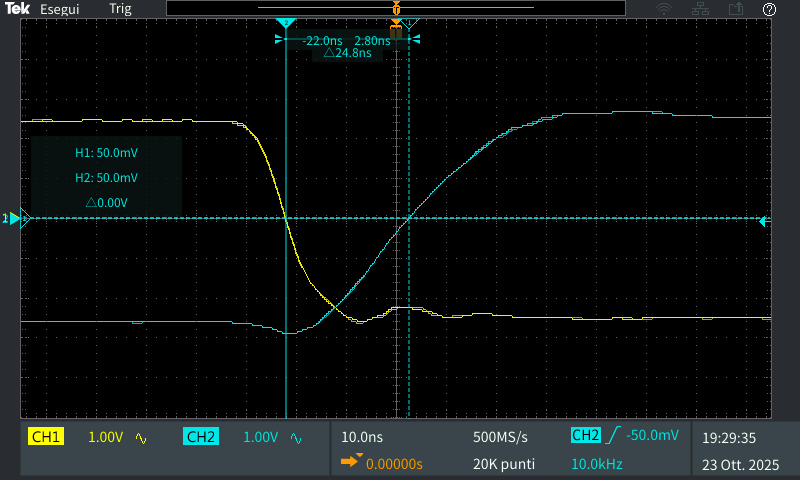 Tek Esegui Trig
-22.0ns 2.80ns
△24.8ns
H1: 50.0mV
H2: 50.0mV
△0.00V
CH1 1.00V CH2 1.00V 10.0ns 500MS/s CH2 -50.0mV 19:29:35
0.00000s 20K punti 10.0kHz 23 Ott. 2025